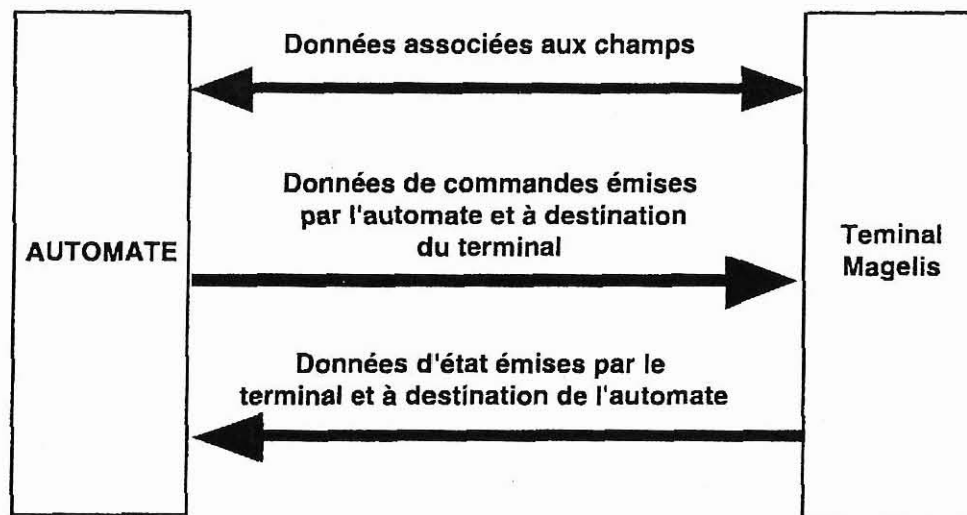 Données associées aux champs
Données de commandes émises
par l'automate et à destination
du terminal
AUTOMATE
Teminal
Magelis
Données d'état émises par le
terminal et à destination de l'automate